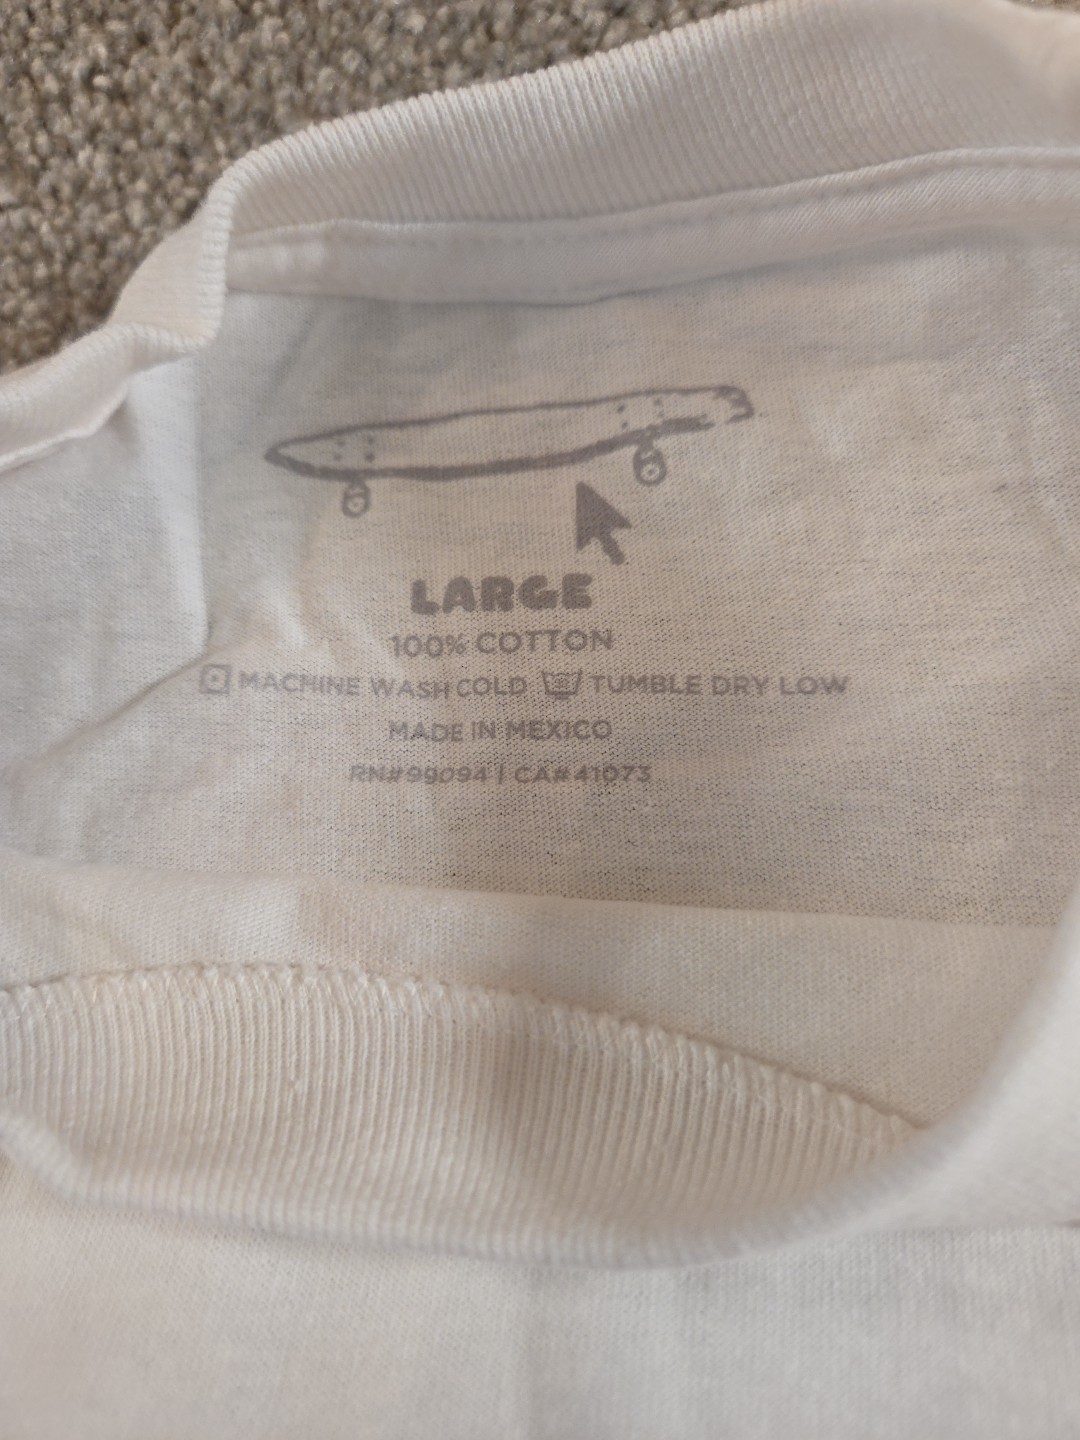 LARGE
100% COTTON
MACHINE WASH COLD TUMBLE DRY LOW
MADE IN MEXICO
RN#99094 | CA#41073